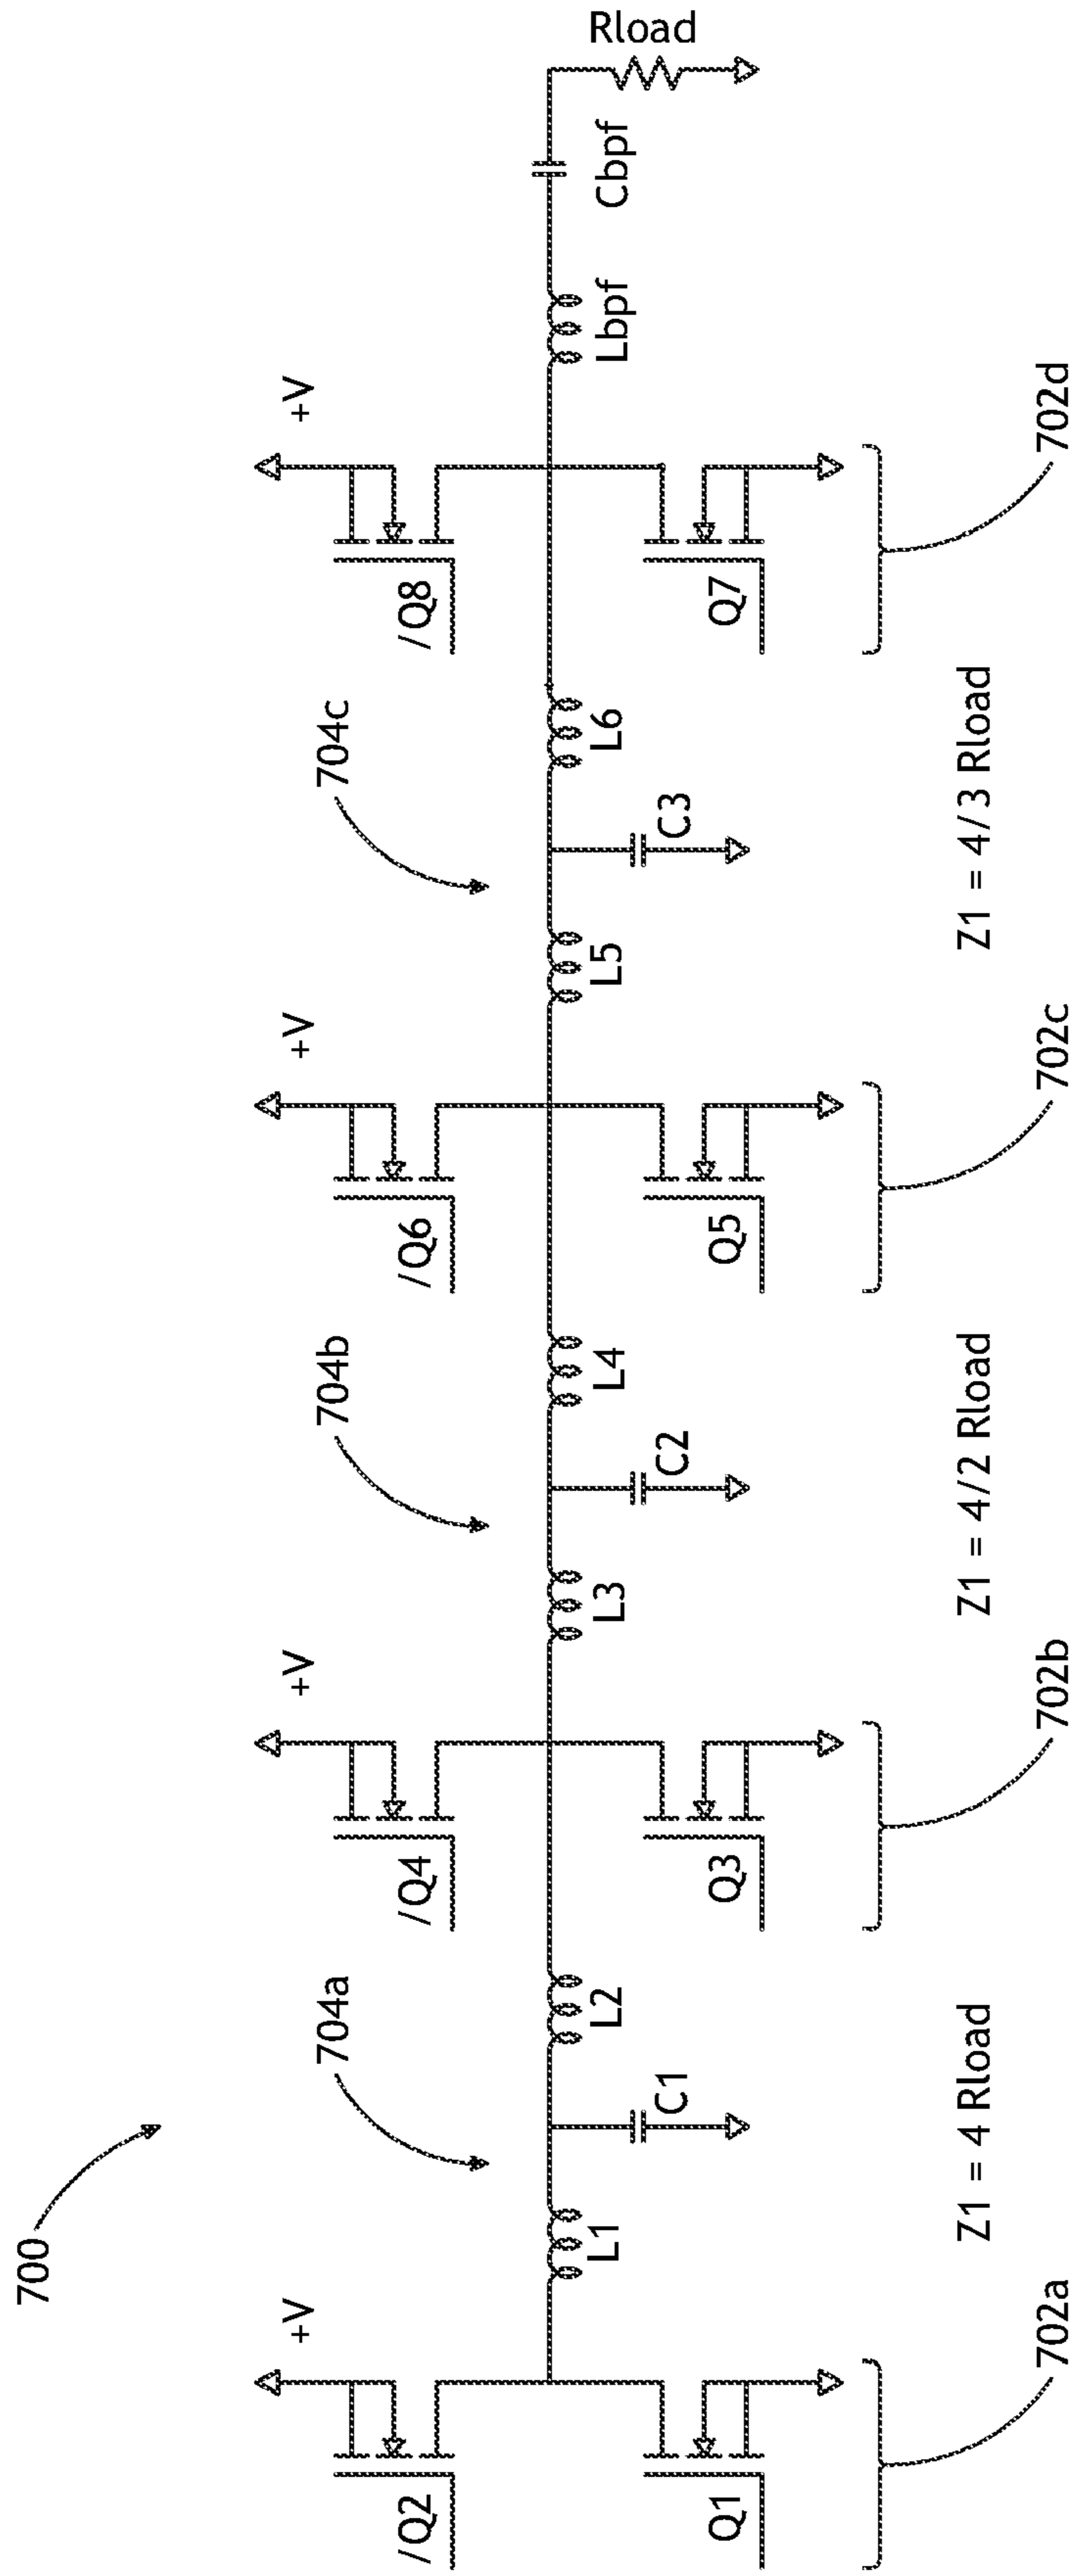 700
704a
704b
704c
+V
+V
+V
+V
/Q2
/Q4
/Q6
/Q8
Rload
L1
L2
L3
L4
L5
L6
Lbpf
Cbpf
C1
C2
C3
Q1
Q3
Q5
Q7
Z1 = 4 Rload
Z1 = 4/2 Rload
Z1 = 4/3 Rload
702a
702b
702c
702d